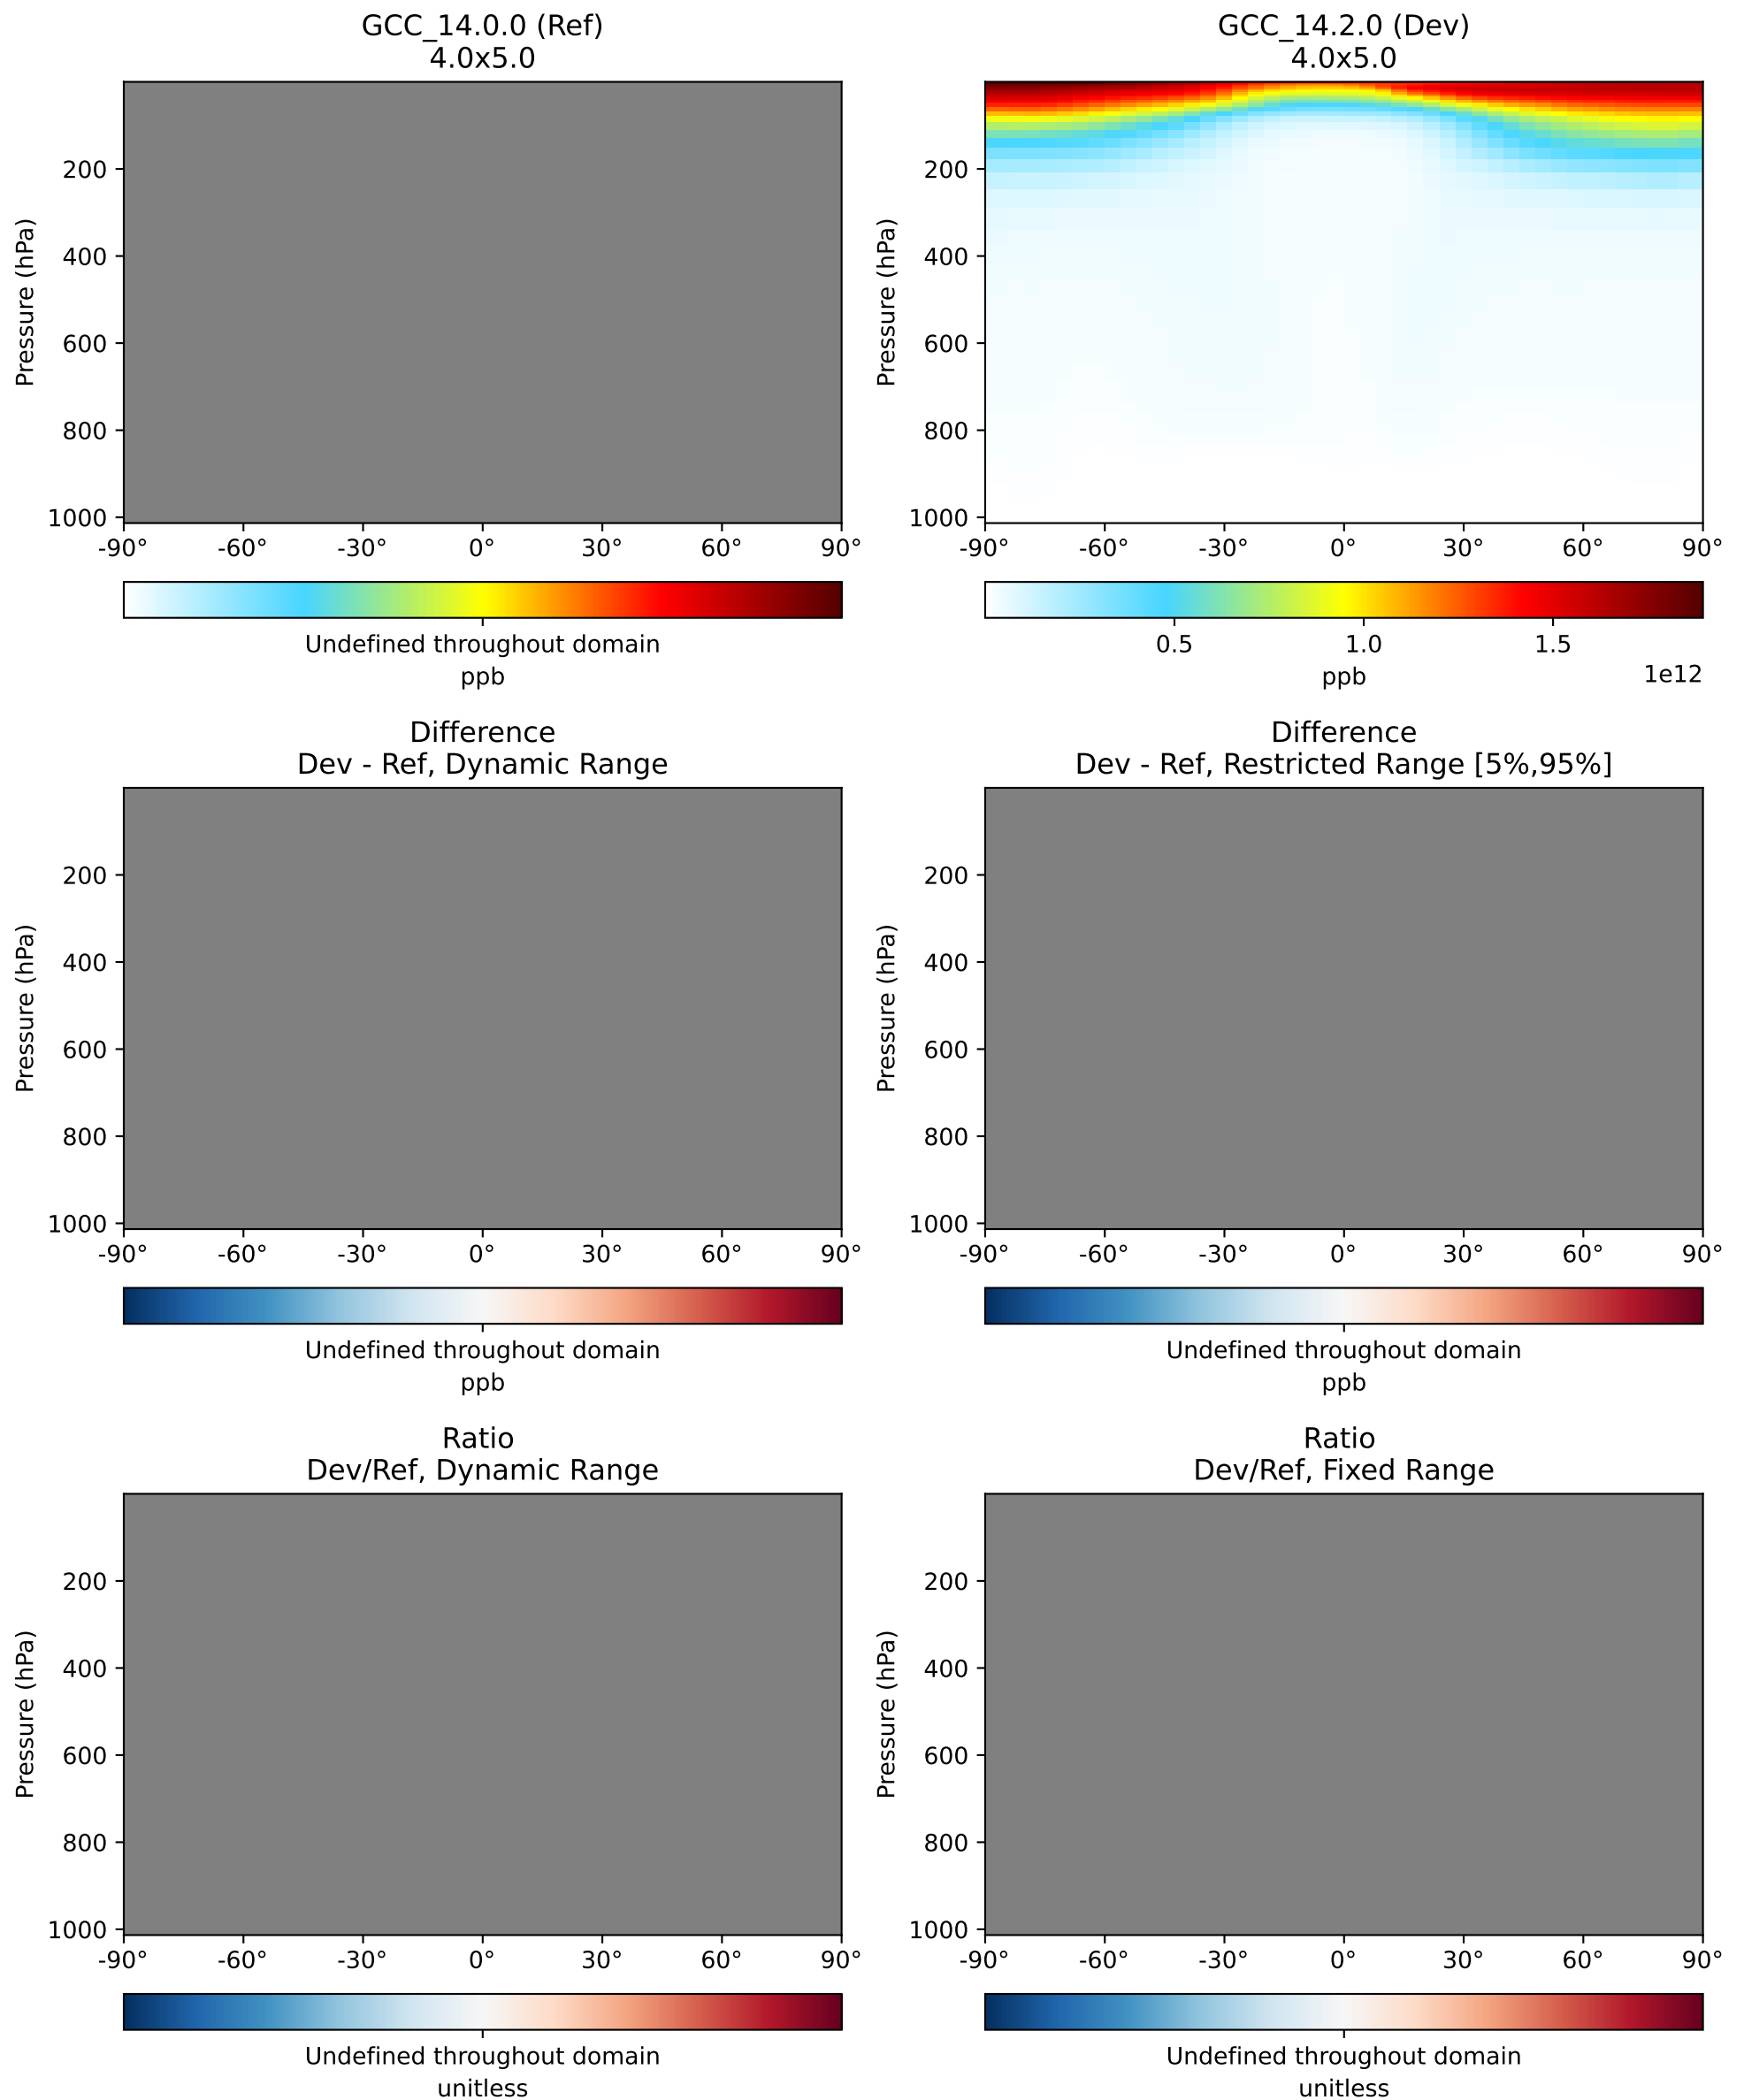 GCC_14.0.0 (Ref)
4.0x5.0
Pressure (hPa)
200
400
600
800
1000
-90° -60° -30° 0° 30° 60° 90°
Undefined throughout domain
ppb
GCC_14.2.0 (Dev)
4.0x5.0
Pressure (hPa)
200
400
600
800
1000
-90° -60° -30° 0° 30° 60° 90°
0.5 1.0 1.5
ppb
1e12
Difference
Dev - Ref, Dynamic Range
Pressure (hPa)
200
400
600
800
1000
-90° -60° -30° 0° 30° 60° 90°
Undefined throughout domain
ppb
Difference
Dev - Ref, Restricted Range [5%,95%]
Pressure (hPa)
200
400
600
800
1000
-90° -60° -30° 0° 30° 60° 90°
Undefined throughout domain
ppb
Ratio
Dev/Ref, Dynamic Range
Pressure (hPa)
200
400
600
800
1000
-90° -60° -30° 0° 30° 60° 90°
Undefined throughout domain
unitless
Ratio
Dev/Ref, Fixed Range
Pressure (hPa)
200
400
600
800
1000
-90° -60° -30° 0° 30° 60° 90°
Undefined throughout domain
unitless